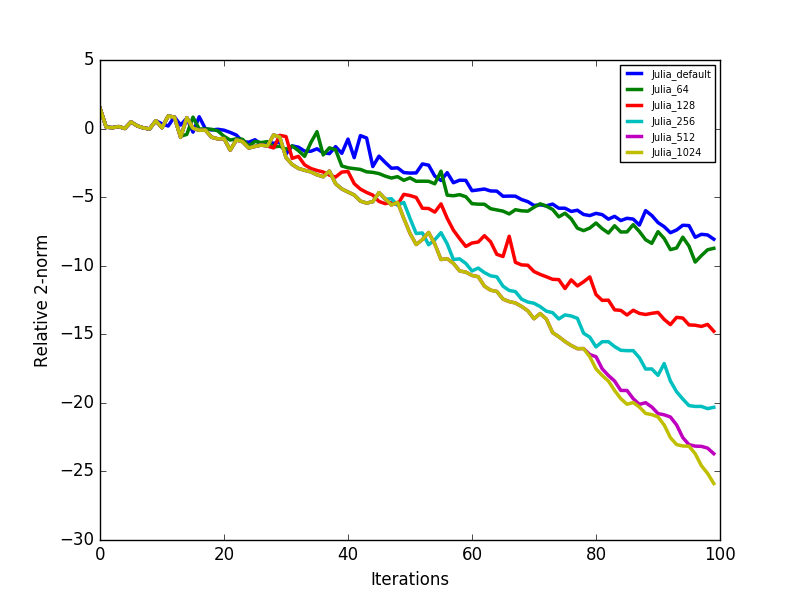 5
0
−5
−10
−15
−20
−25
−30
0 20 40 60 80 100
Relative 2-norm
Iterations
Julia_default
Julia_64
Julia_128
Julia_256
Julia_512
Julia_1024